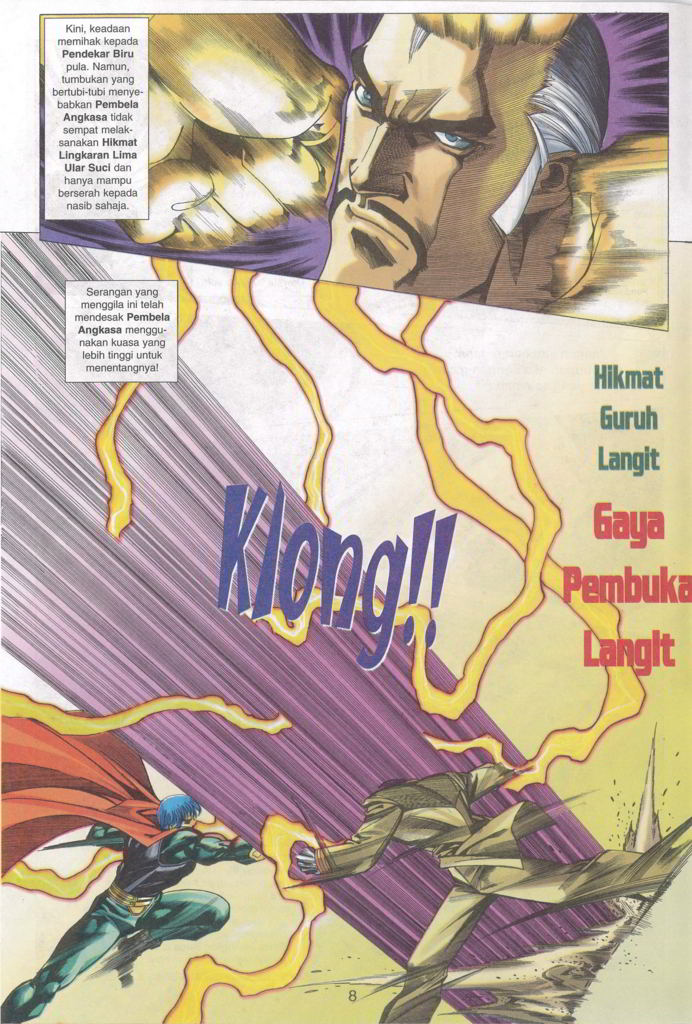 Kini, keadaan
memihak kepada
Pendekar Biru
pula. Namun,
tumbukan yang
bertubi-tubi menye-
babkan Pembela
Angkasa tidak
sempat melak-
sanakan Hikmat
Lingkaran Lima
Ular Suci dan
hanya mampu
berserah kepada
nasib sahaja.
Serangan yang
menggila ini telah
mendesak Pembela
Angkasa menggu-
nakan kuasa yang
lebih tinggi untuk
menentangnya!
Hikmat
Guruh
Langit
Gaya
Pembuka
Langit
Klong!!
8